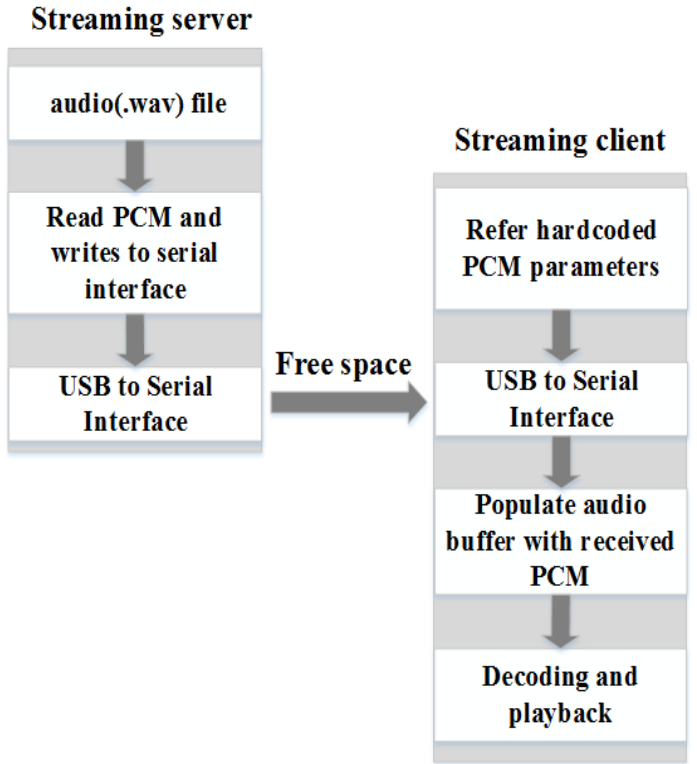 Streaming server
audio(.wav) file
Read PCM and
writes to serial
interface
USB to Serial
Interface
Free space
Streaming client
Refer hardcoded
PCM parameters
USB to Serial
Interface
Populate audio
buffer with received
PCM
Decoding and
playback